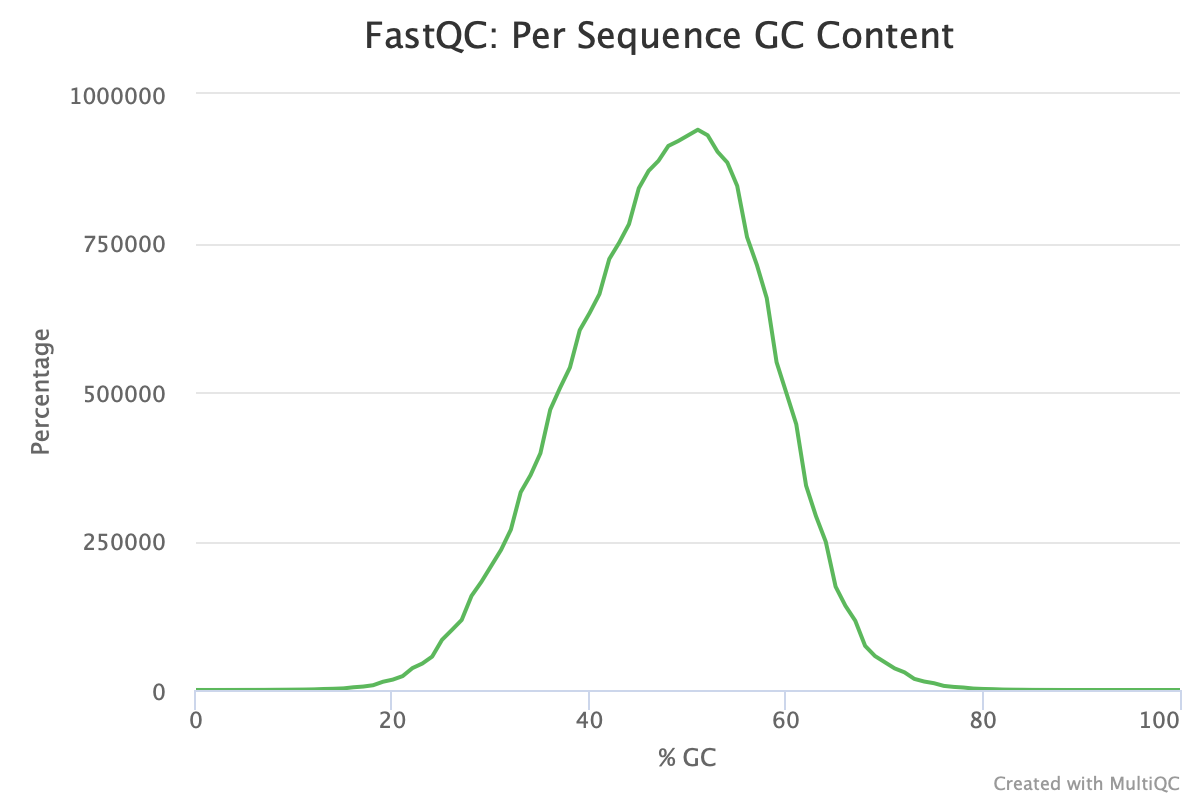 FastQC: Per Sequence GC Content
1000000
750000
500000
250000
0
Percentage
0 20 40 60 80 100
% GC
Created with MultiQC